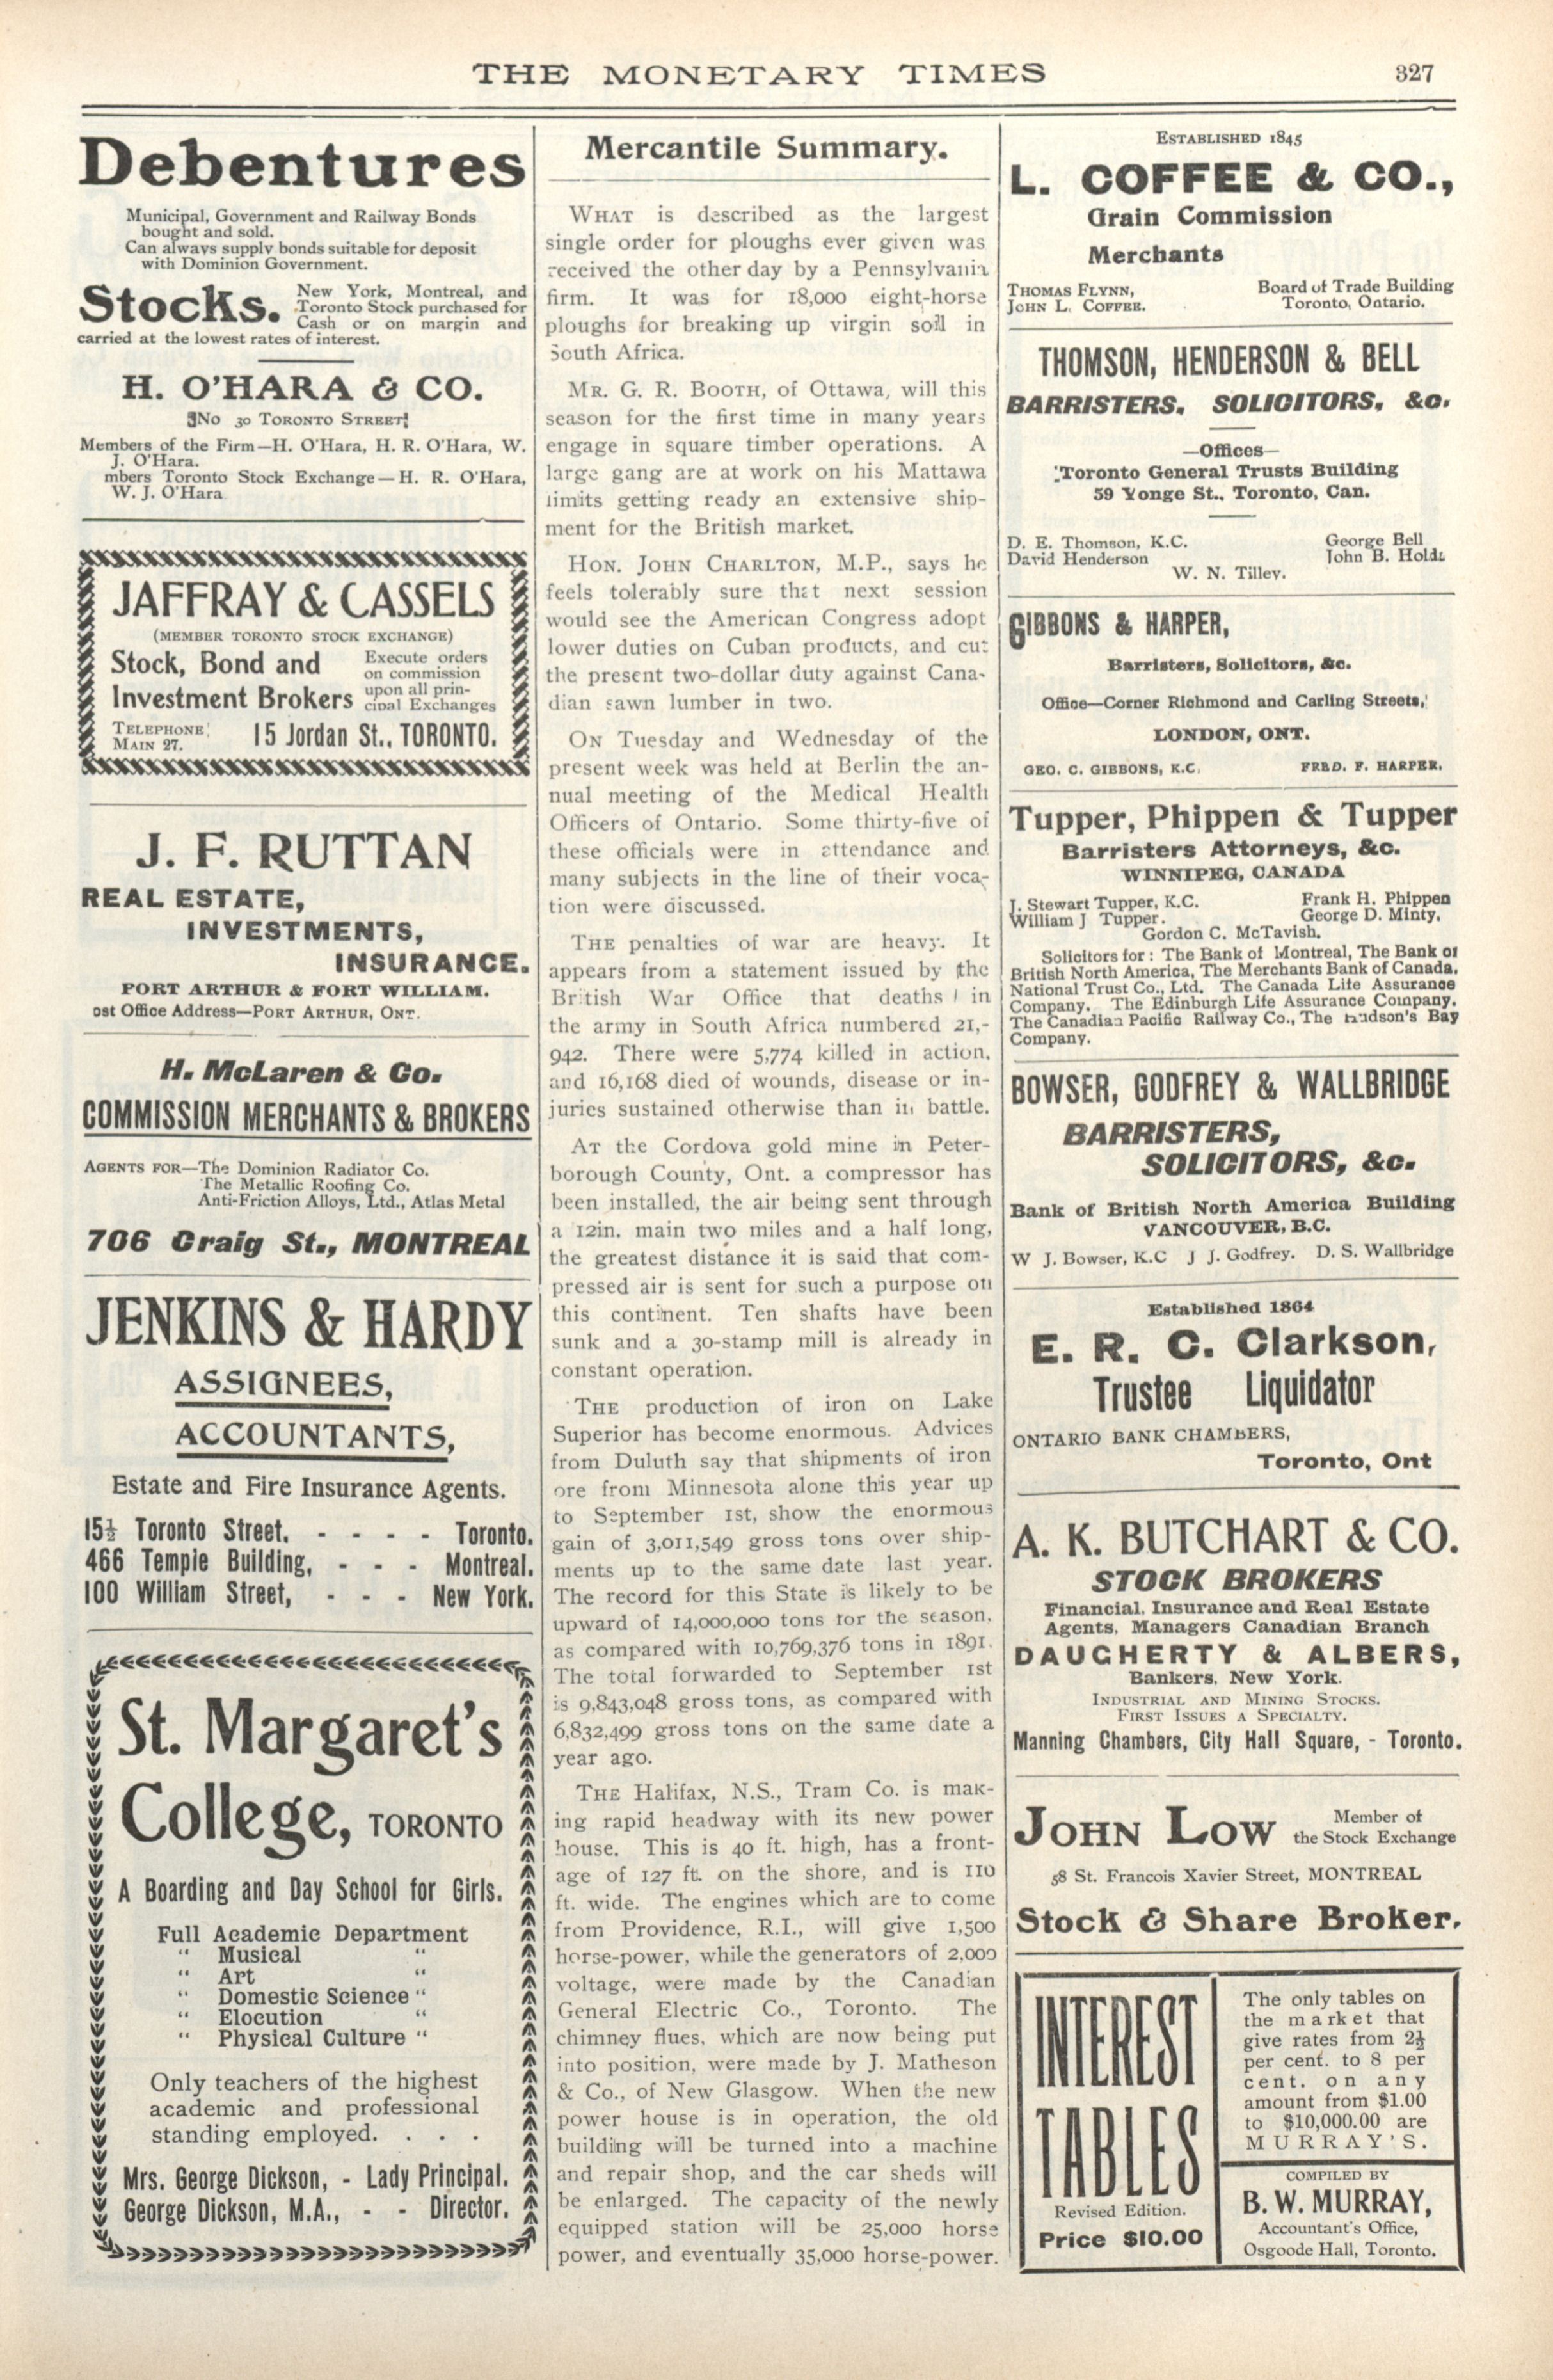 THE MONETARY TIMES 327
Debentures
Municipal, Government and Railway Bonds
bought and sold.
Can always supply bonds suitable for deposit
with Dominion Government.
Stocks. New York, Montreal, and
Toronto Stock purchased for
Cash or on margin and
carried at the lowest rates of interest.
H. O'HARA & CO.
No 30 TORONTO STREET
Members of the Firm—H. O'Hara, H. R. O'Hara, W.
J. O'Hara.
mbers Toronto Stock Exchange—H. R. O'Hara,
W. J. O'Hara
JAFFRAY & CASSELS
(MEMBER TORONTO STOCK EXCHANGE)
Stock, Bond and
Investment Brokers
Execute orders
on commission
upon all prin-
cipal Exchanges
TELEPHONE
MAIN 27.
15 Jordan St., TORONTO.
J. F. RUTTAN
REAL ESTATE,
INVESTMENTS,
INSURANCE.
PORT ARTHUR & FORT WILLIAM.
ost Office Address—PORT ARTHUR, ONT.
H. McLaren & Co.
COMMISSION MERCHANTS & BROKERS
AGENTS FOR—The Dominion Radiator Co.
The Metallic Roofing Co.
Anti-Friction Alloys, Ltd., Atlas Metal
706 Craig St., MONTREAL
JENKINS & HARDY
ASSIGNEES,
ACCOUNTANTS,
Estate and Fire Insurance Agents.
15½ Toronto Street. - - - - Toronto.
466 Temple Building, - - - Montreal.
100 William Street, - - - New York.
St. Margaret's
College, TORONTO
A Boarding and Day School for Girls.
Full Academic Department
" Musical "
" Art "
" Domestic Science "
" Elocution "
" Physical Culture "
Only teachers of the highest
academic and professional
standing employed. . . .
Mrs. George Dickson, - Lady Principal.
George Dickson, M.A., - - Director.
Mercantile Summary.
WHAT is described as the largest
single order for ploughs ever given was
received the other day by a Pennsylvania
firm. It was for 18,000 eight-horse
ploughs for breaking up virgin soil in
South Africa.
MR. G. R. BOOTH, of Ottawa, will this
season for the first time in many years
engage in square timber operations. A
large gang are at work on his Mattawa
limits getting ready an extensive ship-
ment for the British market.
HON. JOHN CHARLTON, M.P., says he
feels tolerably sure that next session
would see the American Congress adopt
lower duties on Cuban products, and cut
the present two-dollar duty against Cana-
dian sawn lumber in two.
ON Tuesday and Wednesday of the
present week was held at Berlin the an-
nual meeting of the Medical Health
Officers of Ontario. Some thirty-five of
these officials were in attendance and
many subjects in the line of their voca-
tion were discussed.
THE penalties of war are heavy. It
appears from a statement issued by the
British War Office that deaths in
the army in South Africa numbered 21,-
942. There were 5,774 killed in action,
and 16,168 died of wounds, disease or in-
juries sustained otherwise than in battle.
AT the Cordova gold mine in Peter-
borough County, Ont. a compressor has
been installed, the air being sent through
a 12in. main two miles and a half long,
the greatest distance it is said that com-
pressed air is sent for such a purpose on
this continent. Ten shafts have been
sunk and a 30-stamp mill is already in
constant operation.
THE production of iron on Lake
Superior has become enormous. Advices
from Duluth say that shipments of iron
ore from Minnesota alone this year up
to September 1st, show the enormous
gain of 3,011,549 gross tons over ship-
ments up to the same date last year.
The record for this State is likely to be
upward of 14,000,000 tons for the season,
as compared with 10,769,376 tons in 1891.
The total forwarded to September 1st
is 9,843,048 gross tons, as compared with
6,832,499 gross tons on the same date a
year ago.
THE Halifax, N.S., Tram Co. is mak-
ing rapid headway with its new power
house. This is 40 ft. high, has a front-
age of 127 ft. on the shore, and is 110
ft. wide. The engines which are to come
from Providence, R.I., will give 1,500
horse-power, while the generators of 2,000
voltage, were made by the Canadian
General Electric Co., Toronto. The
chimney flues, which are now being put
into position, were made by J. Matheson
& Co., of New Glasgow. When the new
power house is in operation, the old
building will be turned into a machine
and repair shop, and the car sheds will
be enlarged. The capacity of the newly
equipped station will be 25,000 horse
power, and eventually 35,000 horse-power.
ESTABLISHED 1845
L. COFFEE & CO.,
Grain Commission
Merchants
THOMAS FLYNN,
JOHN L. COFFEE.
Board of Trade Building
Toronto, Ontario.
THOMSON, HENDERSON & BELL
BARRISTERS, SOLICITORS, &c.
—Offices—
Toronto General Trusts Building
59 Yonge St., Toronto, Can.
D. E. Thomson, K.C. George Bell
David Henderson John B. Holdt
W. N. Tilley.
GIBBONS & HARPER,
Barristers, Solicitors, &c.
Office—Corner Richmond and Carling Streets,
LONDON, ONT.
GEO. C. GIBBONS, K.C. FRED. F. HARPER.
Tupper, Phippen & Tupper
Barristers Attorneys, &c.
WINNIPEG, CANADA
J. Stewart Tupper, K.C. Frank H. Phippen
William J Tupper. George D. Minty.
Gordon C. McTavish.
Solicitors for: The Bank of Montreal, The Bank of
British North America, The Merchants Bank of Canada,
National Trust Co., Ltd. The Canada Life Assurance
Company. The Edinburgh Life Assurance Company.
The Canadian Pacific Railway Co., The Hudson's Bay
Company.
BOWSER, GODFREY & WALLBRIDGE
BARRISTERS,
SOLICITORS, &c.
Bank of British North America Building
VANCOUVER, B.C.
W J. Bowser, K.C J J. Godfrey. D. S. Wallbridge
Established 1864
E. R. C. Clarkson,
Trustee Liquidator
ONTARIO BANK CHAMBERS,
Toronto, Ont
A. K. BUTCHART & CO.
STOCK BROKERS
Financial, Insurance and Real Estate
Agents, Managers Canadian Branch
DAUGHERTY & ALBERS,
Bankers, New York.
INDUSTRIAL AND MINING STOCKS.
FIRST ISSUES A SPECIALTY.
Manning Chambers, City Hall Square, - Toronto.
JOHN LOW Member of
the Stock Exchange
58 St. Francois Xavier Street, MONTREAL
Stock & Share Broker.
INTEREST
TABLES
Revised Edition.
Price $10.00
The only tables on
the market that
give rates from 2½
per cent. to 8 per
cent. on any
amount from $1.00
to $10,000.00 are
MURRAY'S.
COMPILED BY
B. W. MURRAY,
Accountant's Office,
Osgoode Hall, Toronto.